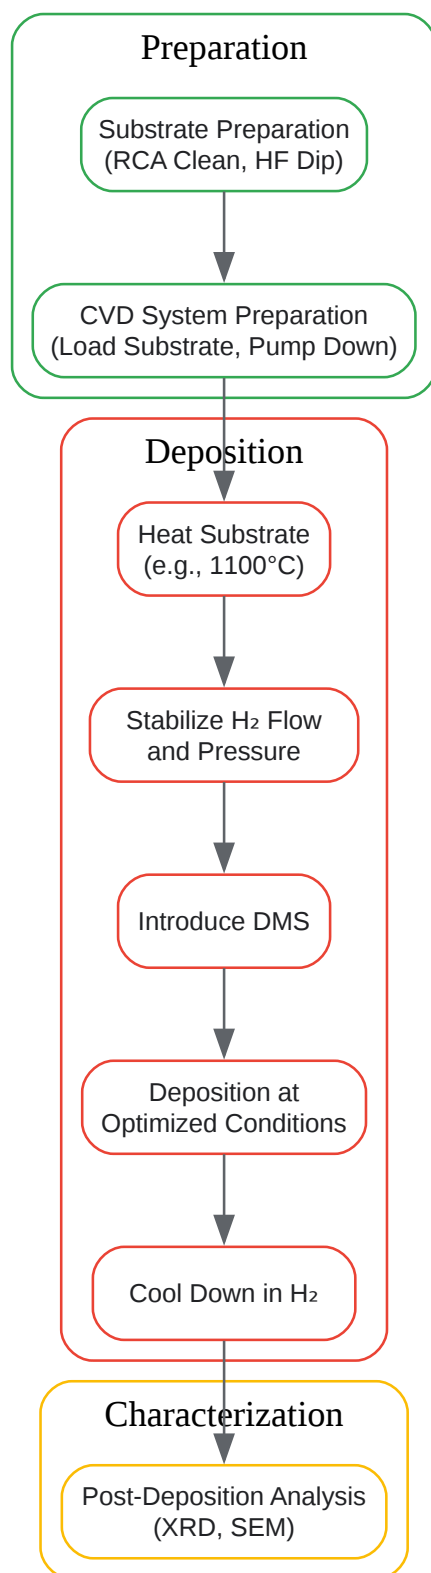 Preparation
Substrate Preparation
(RCA Clean, HF Dip)
CVD System Preparation
(Load Substrate, Pump Down)
Deposition
Heat Substrate
(e.g., 1100°C)
Stabilize H₂ Flow
and Pressure
Introduce DMS
Deposition at
Optimized Conditions
Cool Down in H₂
Characterization
Post-Deposition Analysis
(XRD, SEM)